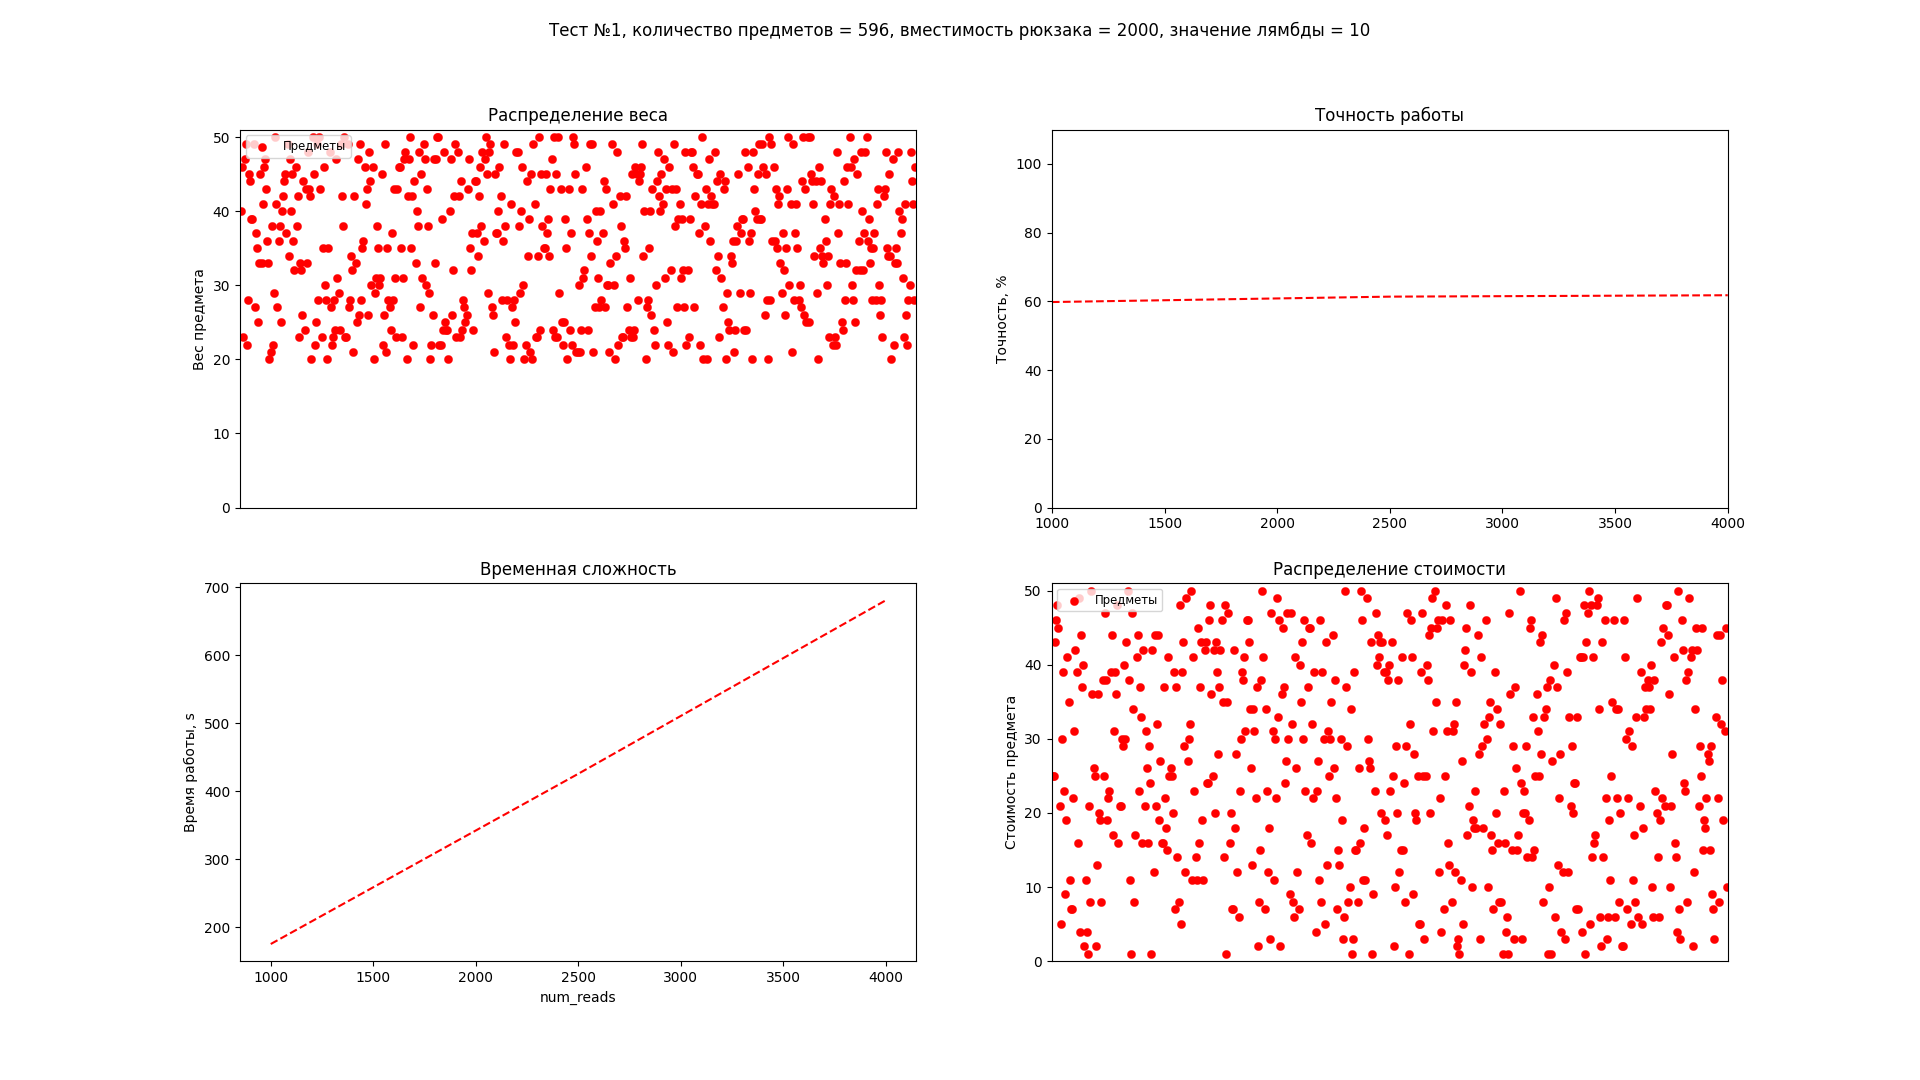 Тест №1, количество предметов = 596, вместимость рюкзака = 2000, значение лямбды = 10
Распределение веса
Вес предмета
50
40
30
20
10
0
Предметы
Точность работы
Точность, %
100
80
60
40
20
0
1000 1500 2000 2500 3000 3500 4000
Временная сложность
Время работы, s
700
600
500
400
300
200
1000 1500 2000 2500 3000 3500 4000
num_reads
Распределение стоимости
Стоимость предмета
50
40
30
20
10
0
Предметы